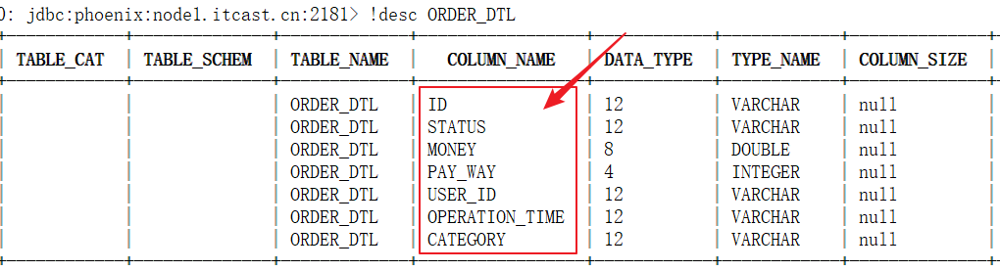 0: jdbc:phoenix:node1.itcast.cn:2181> !desc ORDER_DTL
TABLE_CAT | TABLE_SCHEM | TABLE_NAME | COLUMN_NAME | DATA_TYPE | TYPE_NAME | COLUMN_SIZE
ORDER_DTL | ID | 12 | VARCHAR | null
ORDER_DTL | STATUS | 12 | VARCHAR | null
ORDER_DTL | MONEY | 8 | DOUBLE | null
ORDER_DTL | PAY_WAY | 4 | INTEGER | null
ORDER_DTL | USER_ID | 12 | VARCHAR | null
ORDER_DTL | OPERATION_TIME | 12 | VARCHAR | null
ORDER_DTL | CATEGORY | 12 | VARCHAR | null